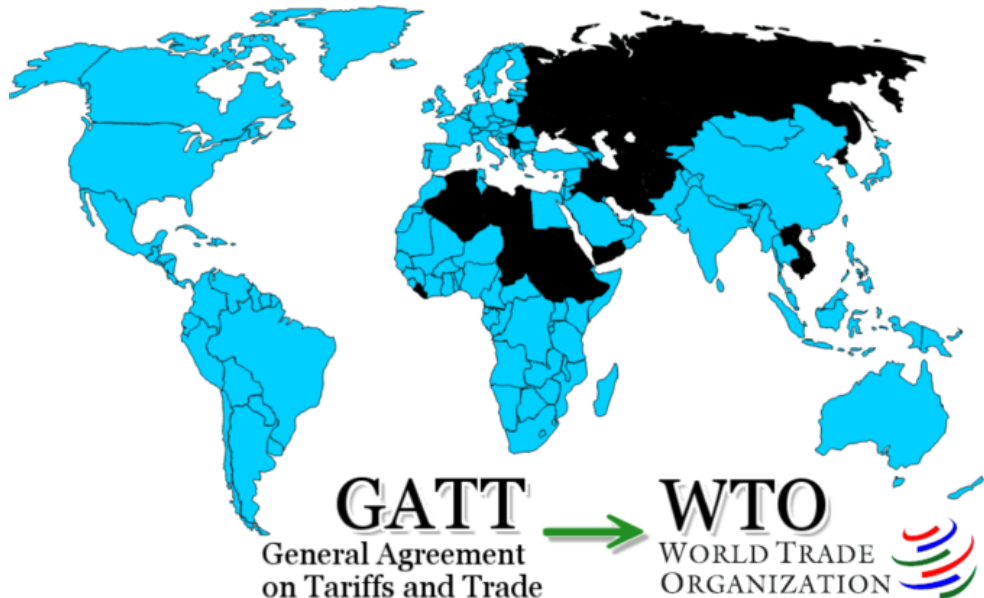 GATT
General Agreement
on Tariffs and Trade
WTO
WORLD TRADE
ORGANIZATION